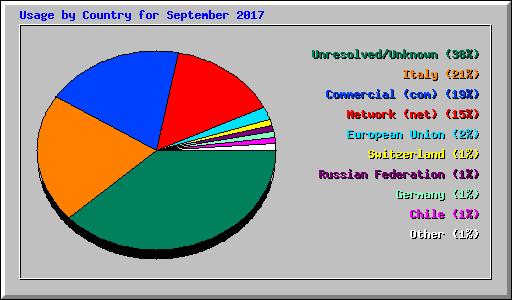 Usage by Country for September 2017
Unresolved/Unknown (38%)
Italy (21%)
Commercial (com) (19%)
Network (net) (15%)
European Union (2%)
Switzerland (1%)
Russian Federation (1%)
Germany (1%)
Chile (1%)
Other (1%)